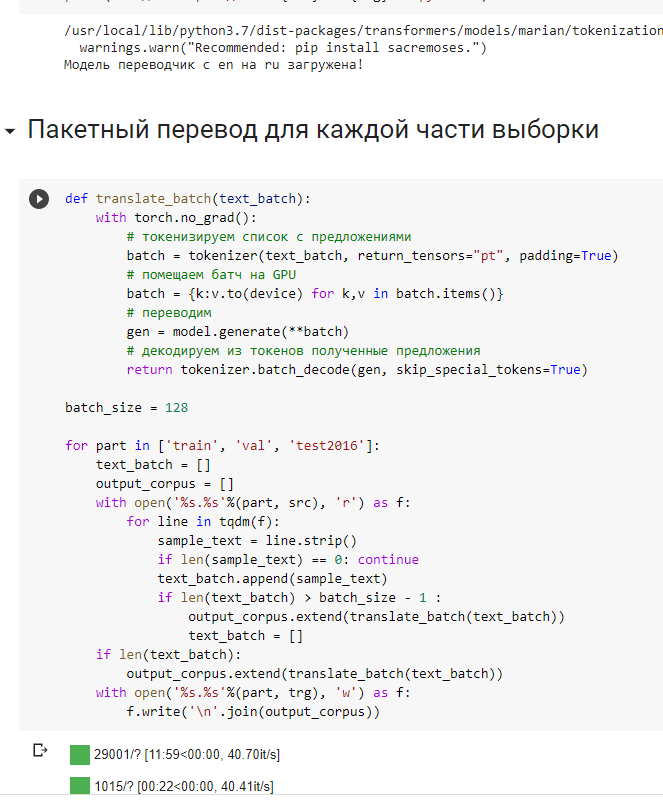 /usr/local/lib/python3.7/dist-packages/transformers/models/marian/tokenization
  warnings.warn("Recommended: pip install sacremoses.")
Модель переводчик с en на ru загружена!
Пакетный перевод для каждой части выборки
def translate_batch(text_batch):
    with torch.no_grad():
        # токенизируем список с предложениями
        batch = tokenizer(text_batch, return_tensors="pt", padding=True)
        # помещаем батч на GPU
        batch = {k:v.to(device) for k,v in batch.items()}
        # переводим
        gen = model.generate(**batch)
        # декодируем из токенов полученные предложения
        return tokenizer.batch_decode(gen, skip_special_tokens=True)
batch_size = 128
for part in ['train', 'val', 'test2016']:
    text_batch = []
    output_corpus = []
    with open('%s.%s'%(part, src), 'r') as f:
        for line in tqdm(f):
            sample_text = line.strip()
            if len(sample_text) == 0: continue
            text_batch.append(sample_text)
            if len(text_batch) > batch_size - 1 :
                output_corpus.extend(translate_batch(text_batch))
                text_batch = []
    if len(text_batch):
        output_corpus.extend(translate_batch(text_batch))
    with open('%s.%s'%(part, trg), 'w') as f:
        f.write('\n'.join(output_corpus))
29001/? [11:59<00:00, 40.70it/s]
1015/? [00:22<00:00, 40.41it/s]